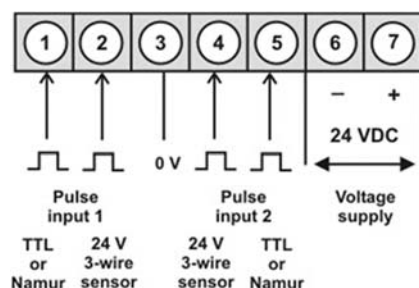 1 2 3 4 5 6 7
– +
24 VDC
0 V
Pulse input 1
Pulse input 2
Voltage supply
TTL or Namur
24 V 3-wire sensor
24 V 3-wire sensor
TTL or Namur